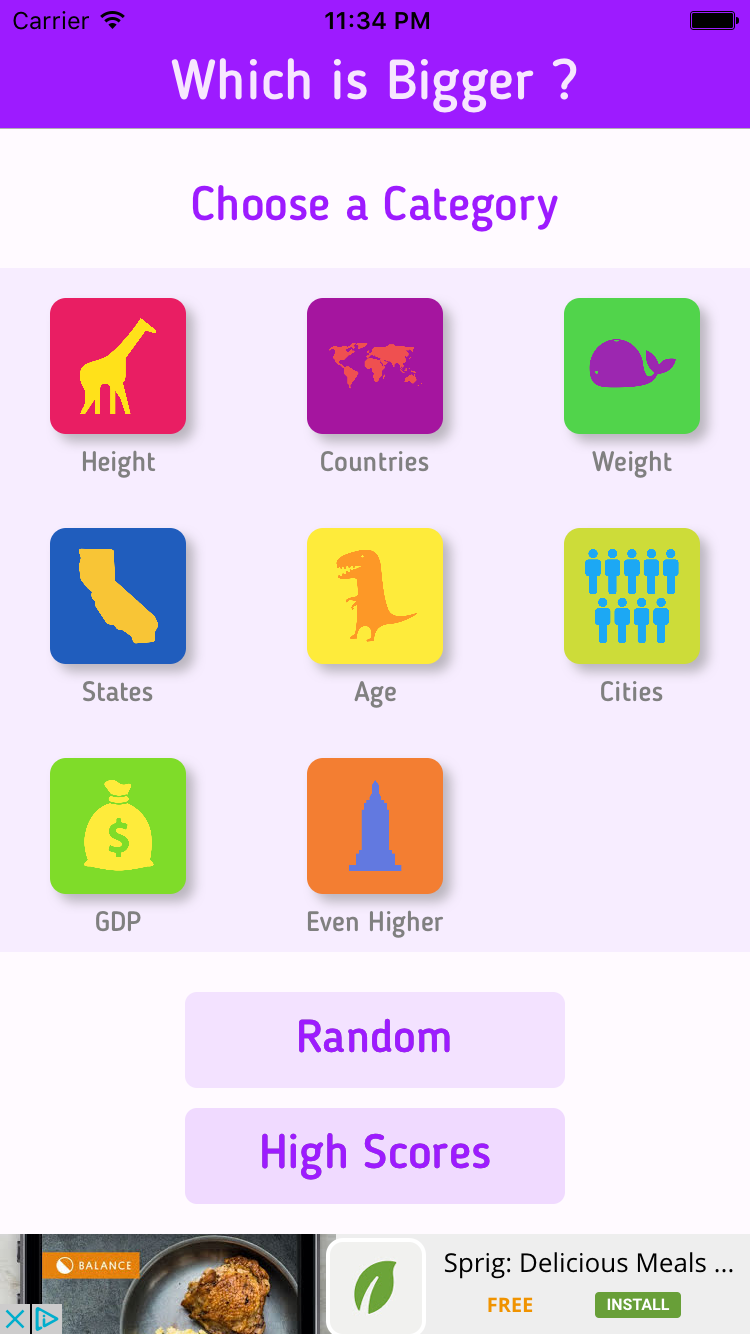 Carrier 11:34 PM
Which is Bigger ?
Choose a Category
Height Countries Weight
States Age Cities
$
GDP Even Higher
Random
High Scores
BALANCE
Sprig: Delicious Meals ...
FREE INSTALL